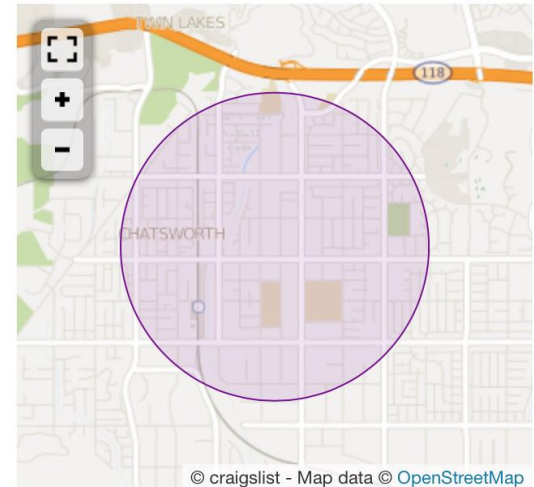 TWIN LAKES
118
+
CHATSWORTH
−
© craigslist - Map data © OpenStreetMap